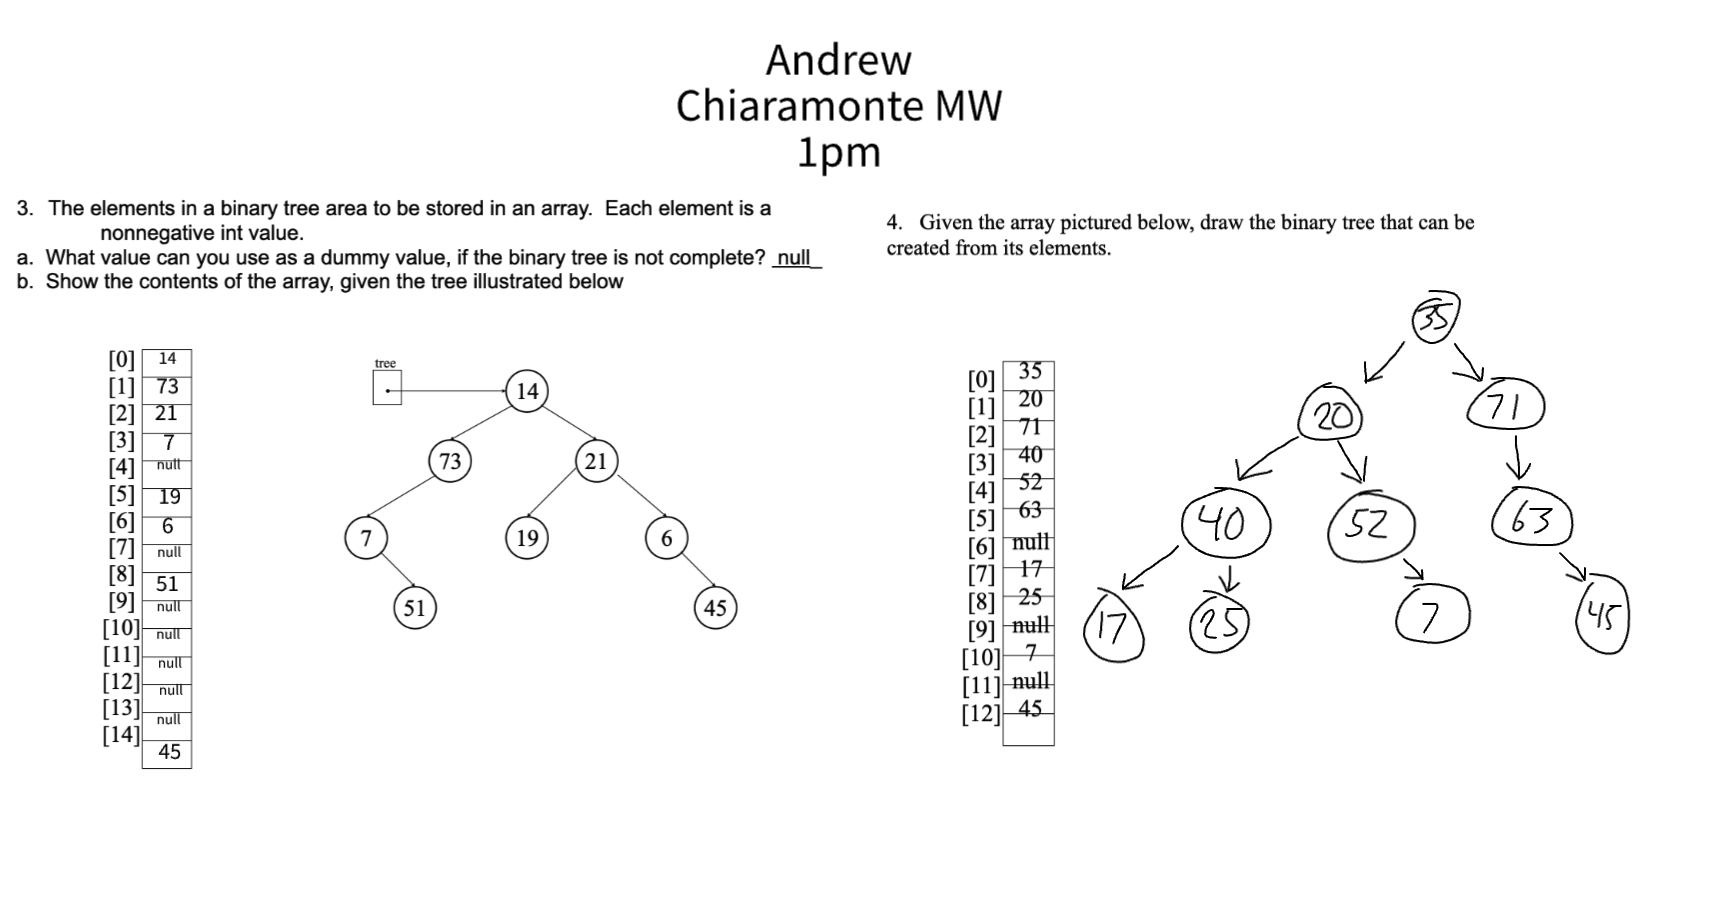 Andrew
Chiaramonte MW
1pm
3. The elements in a binary tree area to be stored in an array. Each element is a
nonnegative int value.
a. What value can you use as a dummy value, if the binary tree is not complete? _null_
b. Show the contents of the array, given the tree illustrated below
[0] 14
[1] 73
[2] 21
[3] 7
[4] null
[5] 19
[6] 6
[7] null
[8] 51
[9] null
[10] null
[11] null
[12] null
[13] null
[14] 45
tree
14
73 21
7 19 6
51 45
4. Given the array pictured below, draw the binary tree that can be
created from its elements.
[0] 35
[1] 20
[2] 71
[3] 40
[4] 52
[5] 63
[6] null
[7] 17
[8] 25
[9] null
[10] 7
[11] null
[12] 45
35
20 71
40 52 63
17 25 7 45